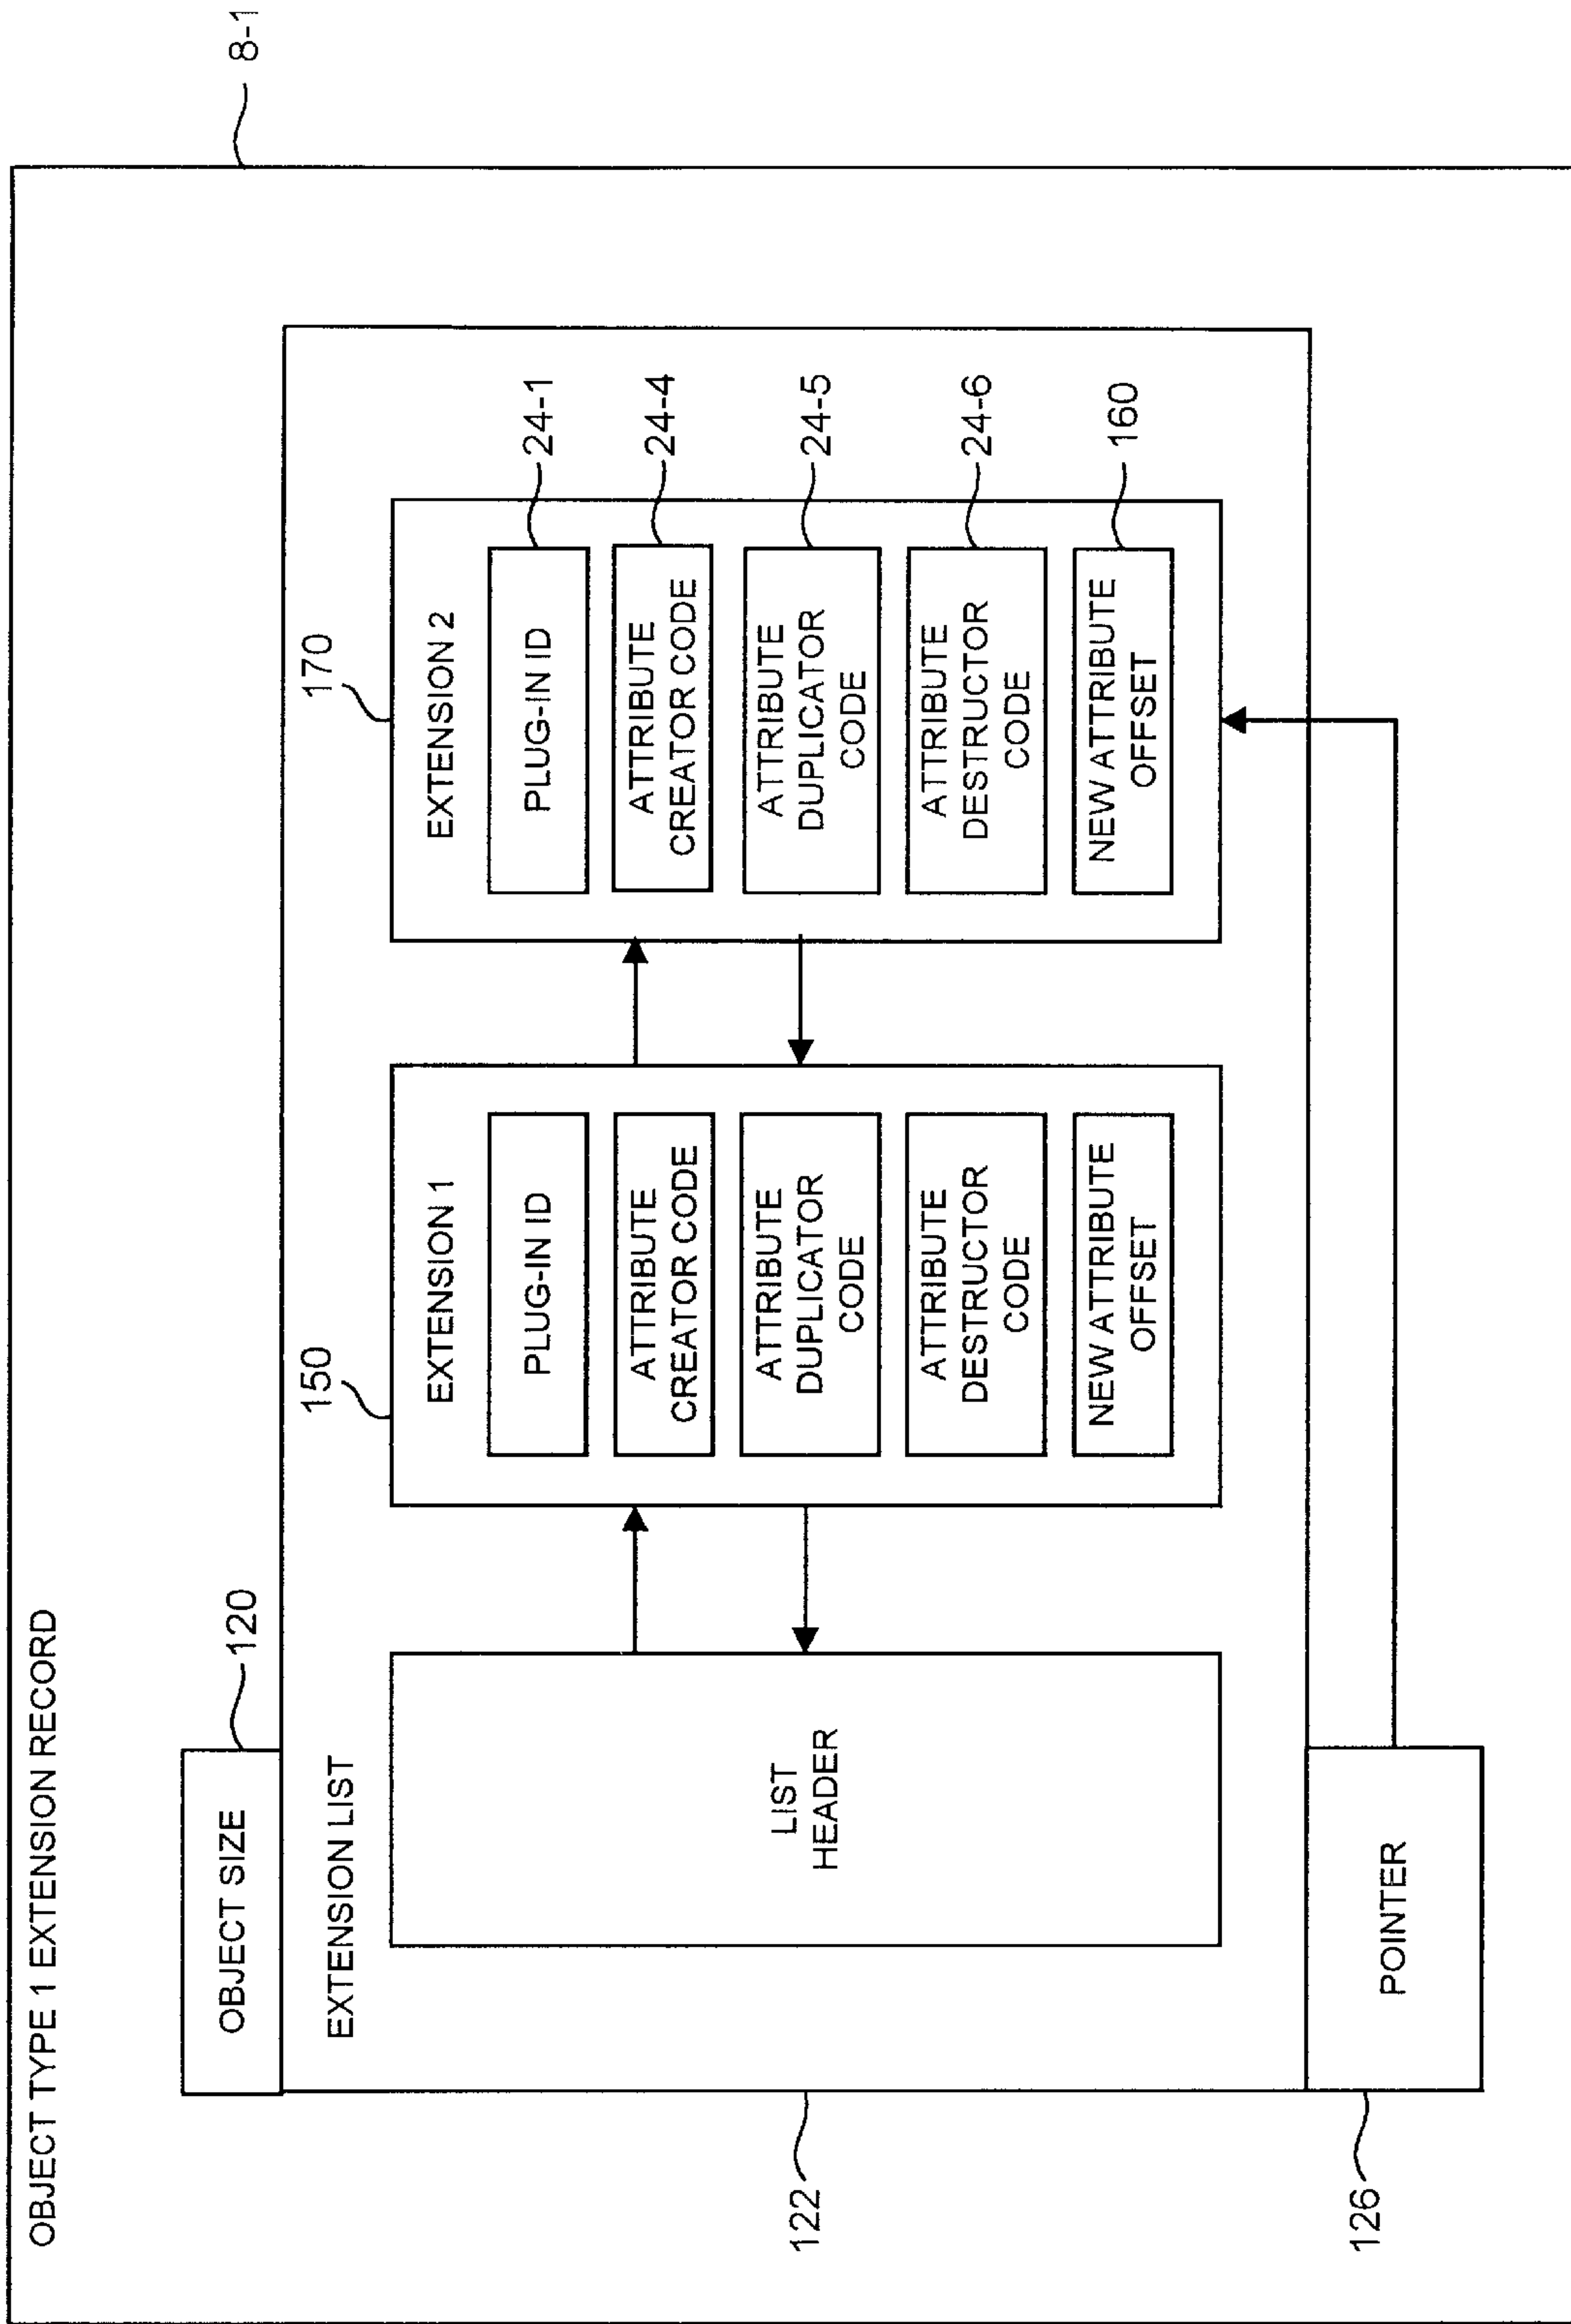 OBJECT TYPE 1 EXTENSION RECORD
8-1
OBJECT SIZE
120
EXTENSION LIST
122
LIST
HEADER
150
EXTENSION 1
PLUG-IN ID
ATTRIBUTE
CREATOR CODE
ATTRIBUTE
DUPLICATOR
CODE
ATTRIBUTE
DESTRUCTOR
CODE
NEW ATTRIBUTE
OFFSET
170
EXTENSION 2
PLUG-IN ID
24-1
ATTRIBUTE
CREATOR CODE
24-4
ATTRIBUTE
DUPLICATOR
CODE
24-5
ATTRIBUTE
DESTRUCTOR
CODE
24-6
NEW ATTRIBUTE
OFFSET
160
POINTER
126